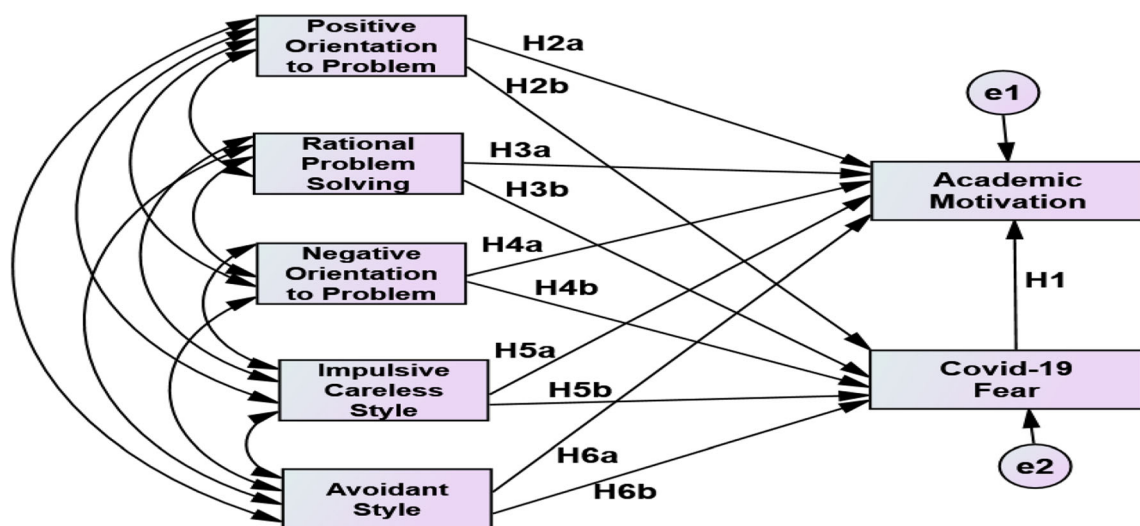 Positive
Orientation
to Problem
H2a
H2b
e1
Rational
Problem
Solving
H3a
H3b
Academic
Motivation
Negative
Orientation
to Problem
H4a
H4b
H1
Impulsive
Careless
Style
H5a
H5b
Covid-19
Fear
Avoidant
Style
H6a
H6b
e2